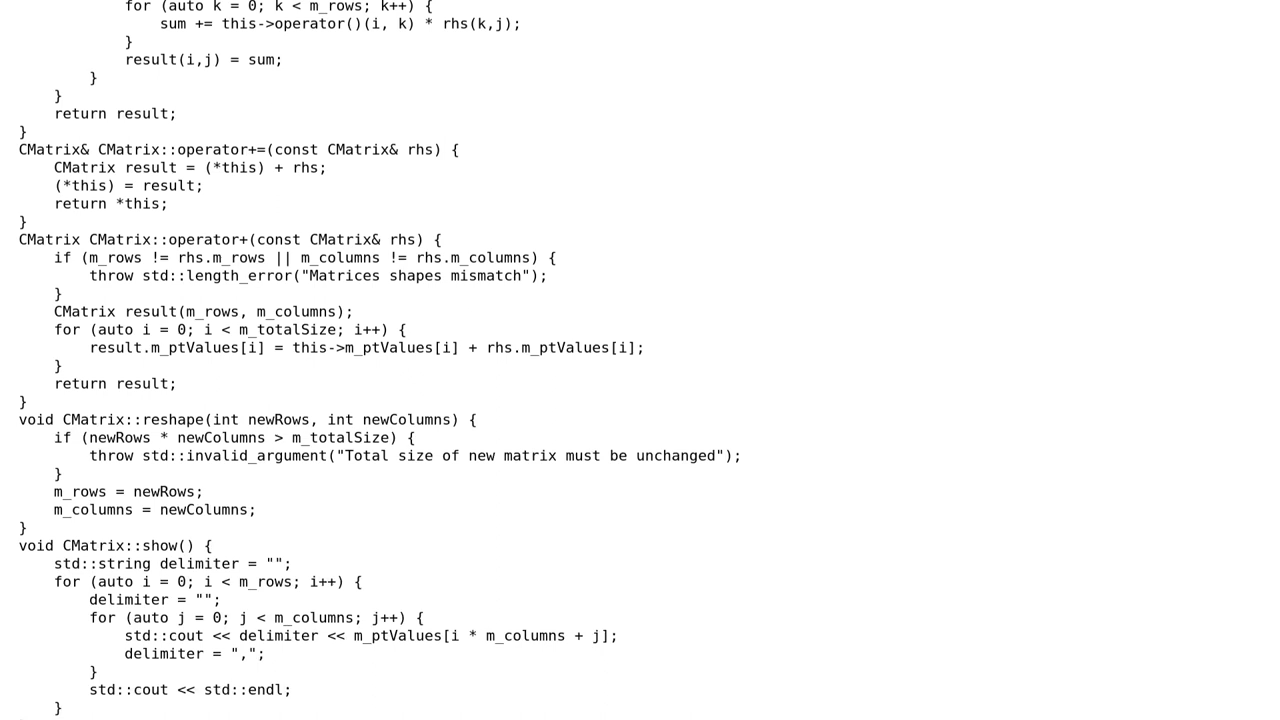 for (auto k = 0; k < m_rows; k++) {
sum += this->operator()(i, k) * rhs(k,j);
}
result(i,j) = sum;
}
}
return result;
}
CMatrix& CMatrix::operator+=(const CMatrix& rhs) {
CMatrix result = (*this) + rhs;
(*this) = result;
return *this;
}
CMatrix CMatrix::operator+(const CMatrix& rhs) {
if (m_rows != rhs.m_rows || m_columns != rhs.m_columns) {
throw std::length_error("Matrices shapes mismatch");
}
CMatrix result(m_rows, m_columns);
for (auto i = 0; i < m_totalSize; i++) {
result.m_ptValues[i] = this->m_ptValues[i] + rhs.m_ptValues[i];
}
return result;
}
void CMatrix::reshape(int newRows, int newColumns) {
if (newRows * newColumns > m_totalSize) {
throw std::invalid_argument("Total size of new matrix must be unchanged");
}
m_rows = newRows;
m_columns = newColumns;
}
void CMatrix::show() {
std::string delimiter = "";
for (auto i = 0; i < m_rows; i++) {
delimiter = "";
for (auto j = 0; j < m_columns; j++) {
std::cout << delimiter << m_ptValues[i * m_columns + j];
delimiter = ",";
}
std::cout << std::endl;
}